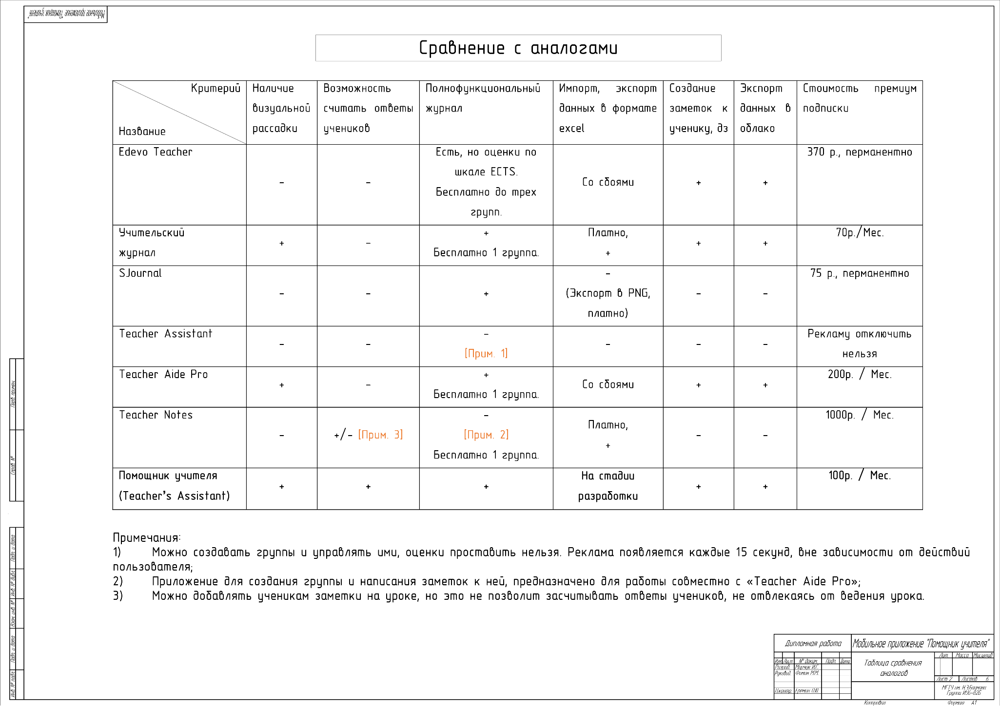 Мобильное приложение "Помощник учителя"
Сравнение с аналогами
Критерий
Название
Наличие
визуальной
рассадки
Возможность
считать ответы
учеников
Полнофункциональный
журнал
Импорт, экспорт
данных в формате
excel
Создание
заметок к
ученику, дз
Экспорт
данных в
облако
Стоимость премиум
подписки
Edevo Teacher
-
-
Есть, но оценки по
шкале ECTS.
Бесплатно до трех
групп.
Со сбоями
+
+
370 р., перманентно
Учительский
журнал
+
-
+
Бесплатно 1 группа.
Платно,
+
+
+
70р./Мес.
SJournal
-
-
+
-
(Экспорт в PNG,
платно)
-
-
75 р., перманентно
Teacher Assistant
-
-
-
[Прим. 1]
-
-
-
Рекламу отключить
нельзя
Teacher Aide Pro
+
-
+
Бесплатно 1 группа.
Со сбоями
+
+
200р. / Мес.
Teacher Notes
-
+/- [Прим. 3]
-
[Прим. 2]
Бесплатно 1 группа.
Платно,
+
-
-
1000р. / Мес.
Помощник учителя
(Teacher's Assistant)
+
+
+
На стадии
разработки
+
+
100р. / Мес.
Примечания:
1) Можно создавать группы и управлять ими, оценки проставить нельзя. Реклама появляется каждые 15 секунд, вне зависимости от действий
пользователя;
2) Приложение для создания группы и написания заметок к ней, предназначено для работы совместно с «Teacher Aide Pro»;
3) Можно добавлять ученикам заметки на уроке, но это не позволит засчитывать ответы учеников, не отвлекаясь от ведения урока.
Перв. примен.
Справ. №
Подп. и дата
Инв. № дубл.
Взам. инв. №
Подп. и дата
Инв. № подл.
Дипломная работа
Мобильное приложение "Помощник учителя"
Изм. Лист № докум. Подп. Дата
Разраб.
Руковод. Фомин М.М.
Н.контр. Еремин О.Ю.
Таблица сравнения
аналогов
Лит. Масса Масштаб
Лист 2 Листов 6
МГТУ им. Н.Э.Баумана
Группа ИУ6-82Б
Копировал Формат А1